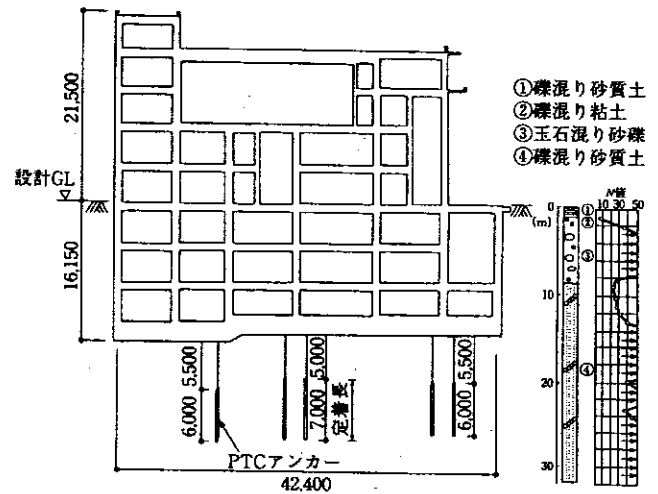 21,500
設計GL
16,150
6,000 5,500
7,000 5,000
定着長
6,000 5,500
PTCアンカー
42,400
①礫混り砂質土
②礫混り粘土
③玉石混り砂礫
④礫混り砂質土
N値
10 30 50
0
(m)
10
20
30
①
②
③
④